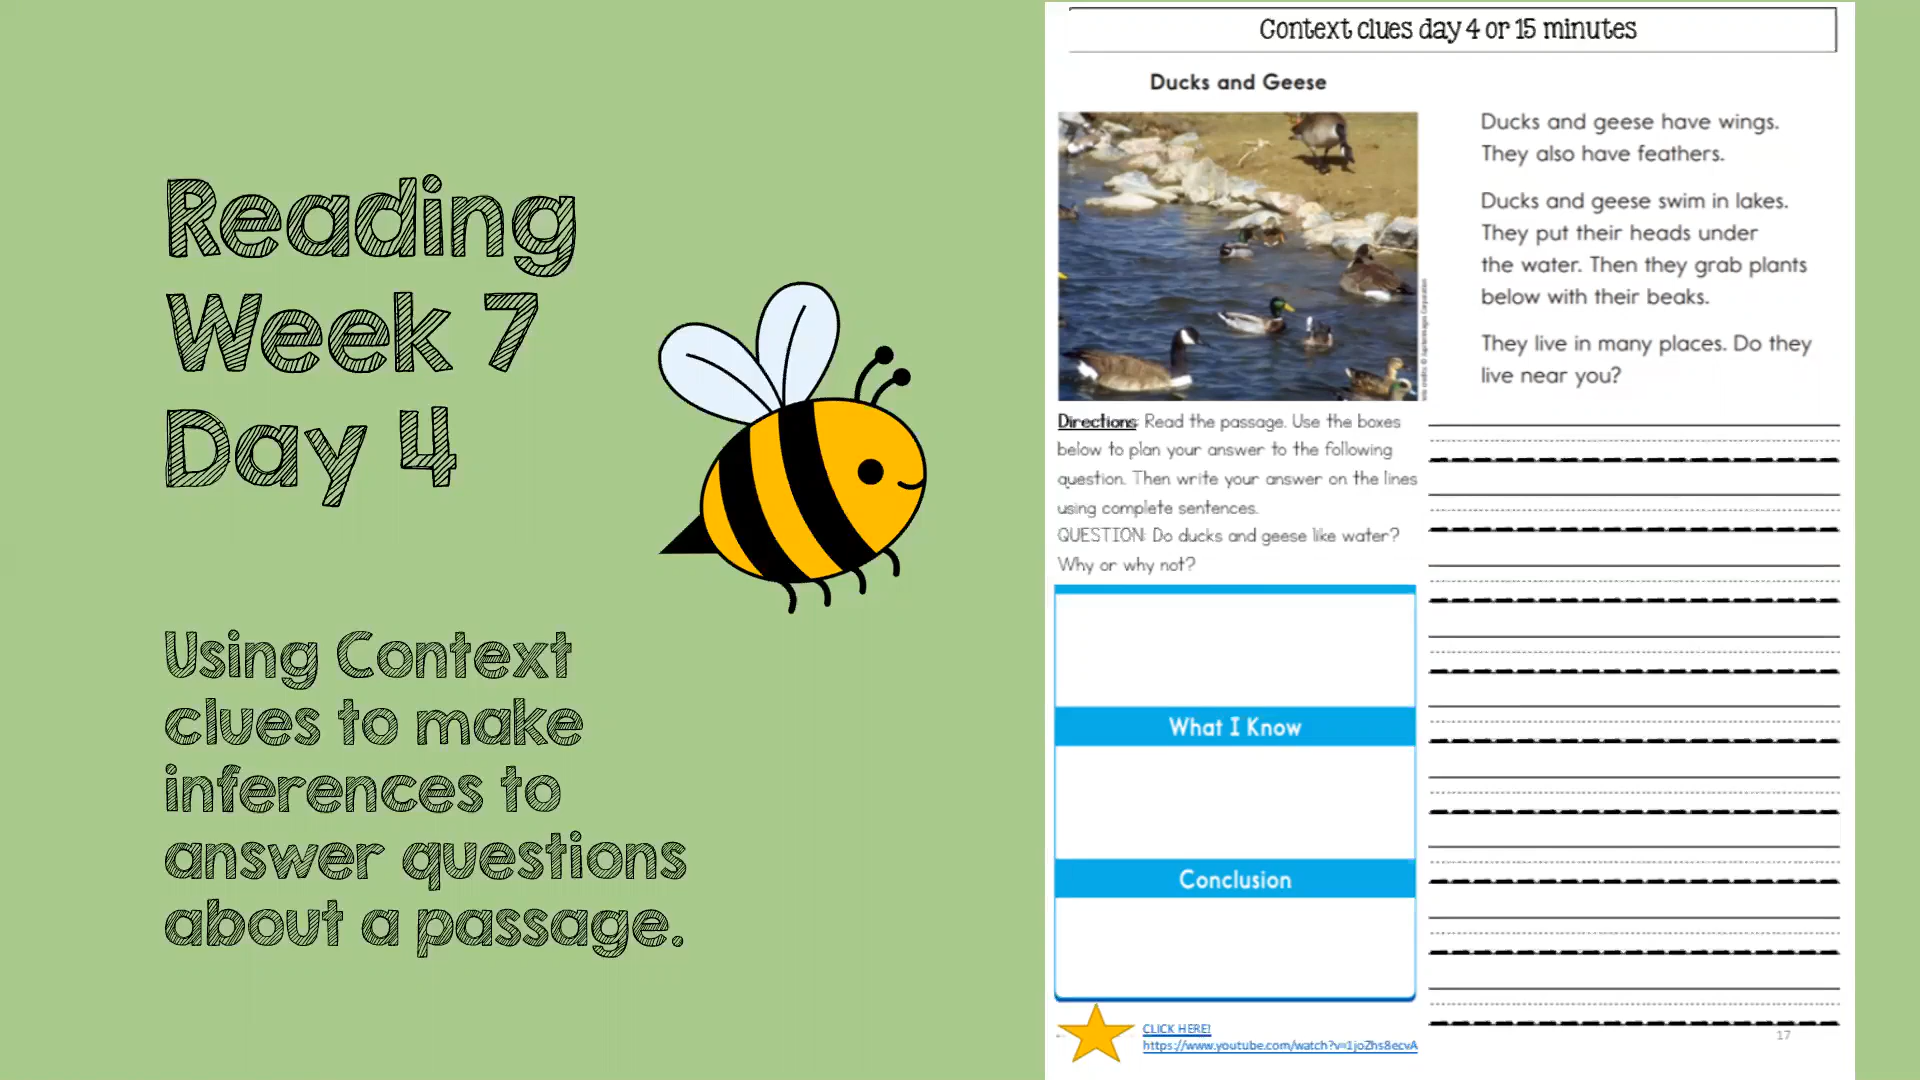 Reading
Week 7
Day 4
Using Context
clues to make
inferences to
answer questions
about a passage.
Context clues day 4 or 15 minutes
Ducks and Geese
Ducks and geese have wings.
They also have feathers.
Ducks and geese swim in lakes.
They put their heads under
the water. Then they grab plants
below with their beaks.
They live in many places. Do they
live near you?
Directions: Read the passage. Use the boxes
below to plan your answer to the following
question. Then write your answer on the lines
using complete sentences.
QUESTION: Do ducks and geese like water?
Why or why not?
What I Know
Conclusion
CLICK HERE!
https://www.youtube.com/watch?v=1joZhs8ecvA
17